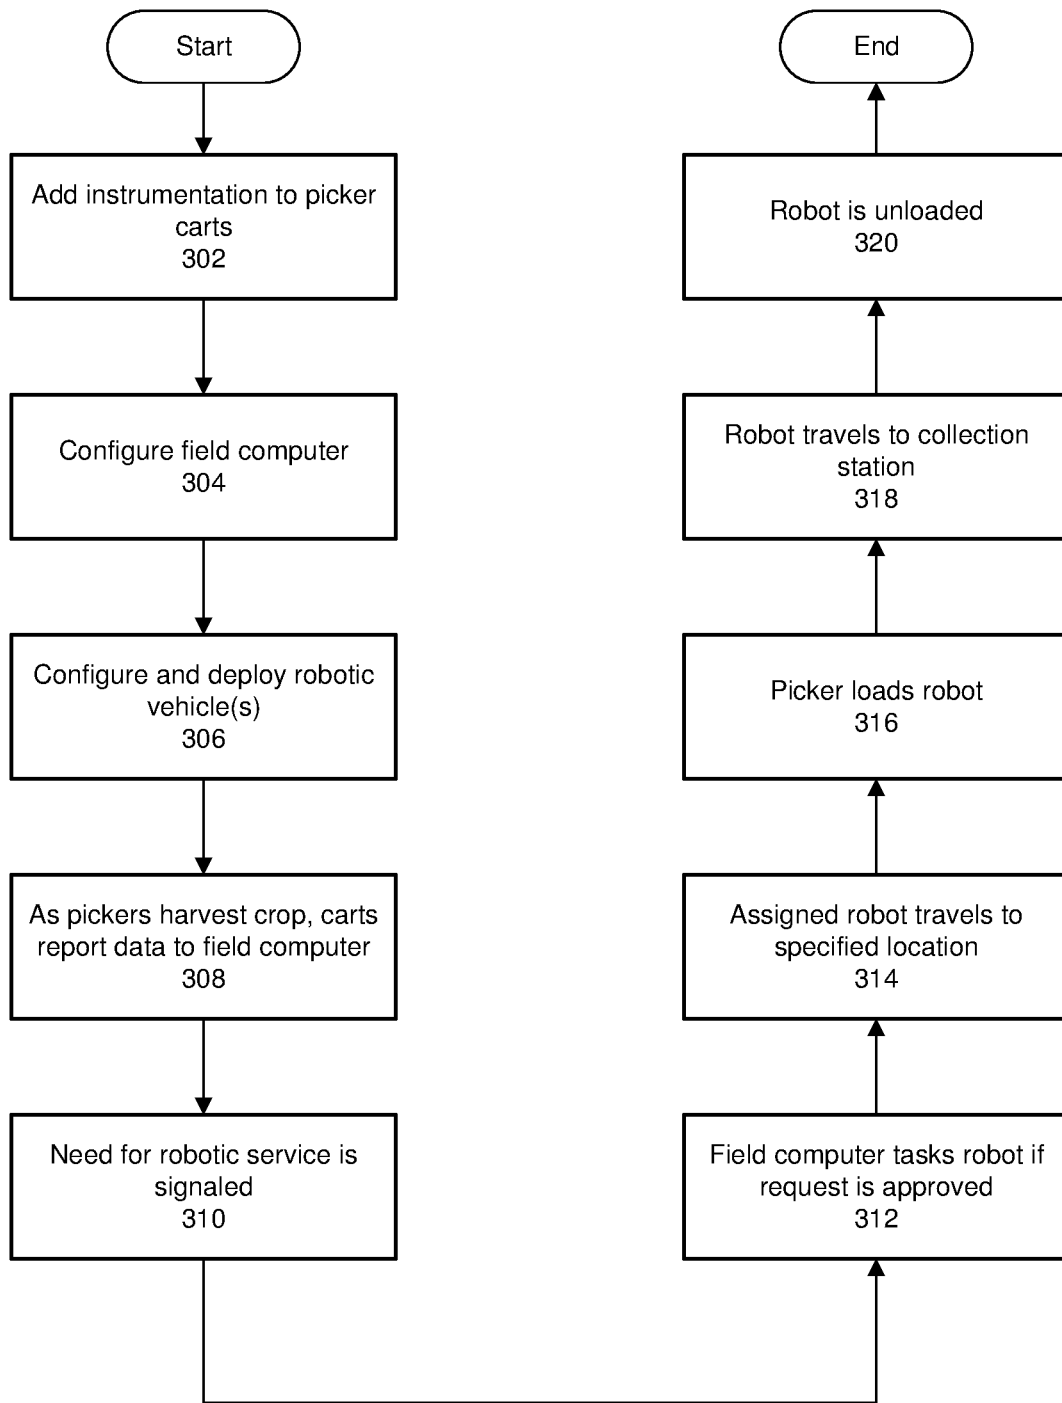 Start
Add instrumentation to picker
carts
302
Configure field computer
304
Configure and deploy robotic
vehicle(s)
306
As pickers harvest crop, carts
report data to field computer
308
Need for robotic service is
signaled
310
Field computer tasks robot if
request is approved
312
Assigned robot travels to
specified location
314
Picker loads robot
316
Robot travels to collection
station
318
Robot is unloaded
320
End